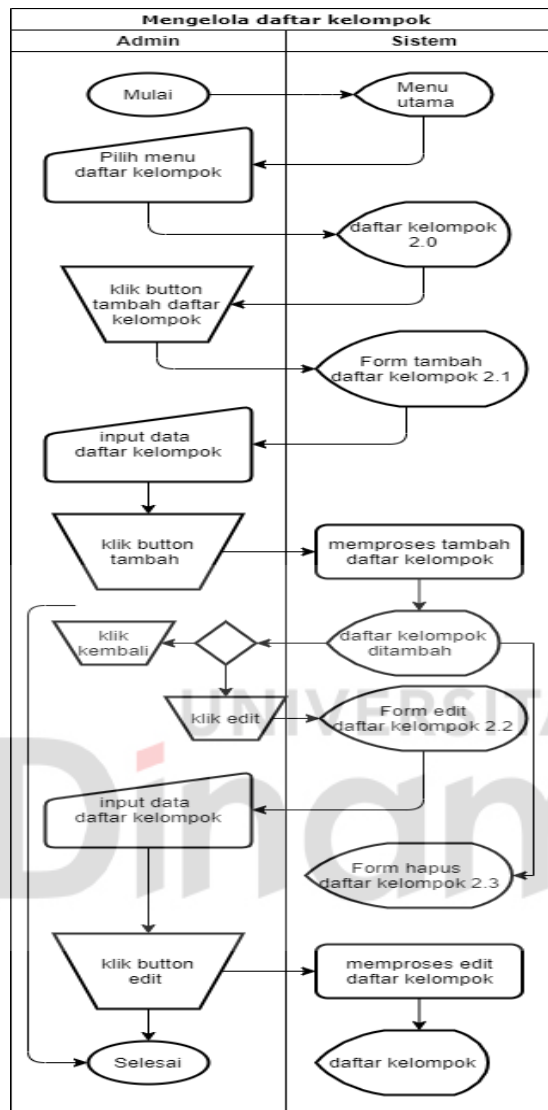 Mengelola daftar kelompok
Admin
Sistem
Mulai
Menu
utama
Pilih menu
daftar kelompok
daftar kelompok
2.0
klik button
tambah daftar
kelompok
Form tambah
daftar kelompok 2.1
input data
daftar kelompok
klik button
tambah
memproses tambah
daftar kelompok
klik
kembali
daftar kelompok
ditambah
klik edit
Form edit
daftar kelompok 2.2
UNIVERSITA
Dinam
input data
daftar kelompok
Form hapus
daftar kelompok 2.3
klik button
edit
memproses edit
daftar kelompok
Selesai
daftar kelompok